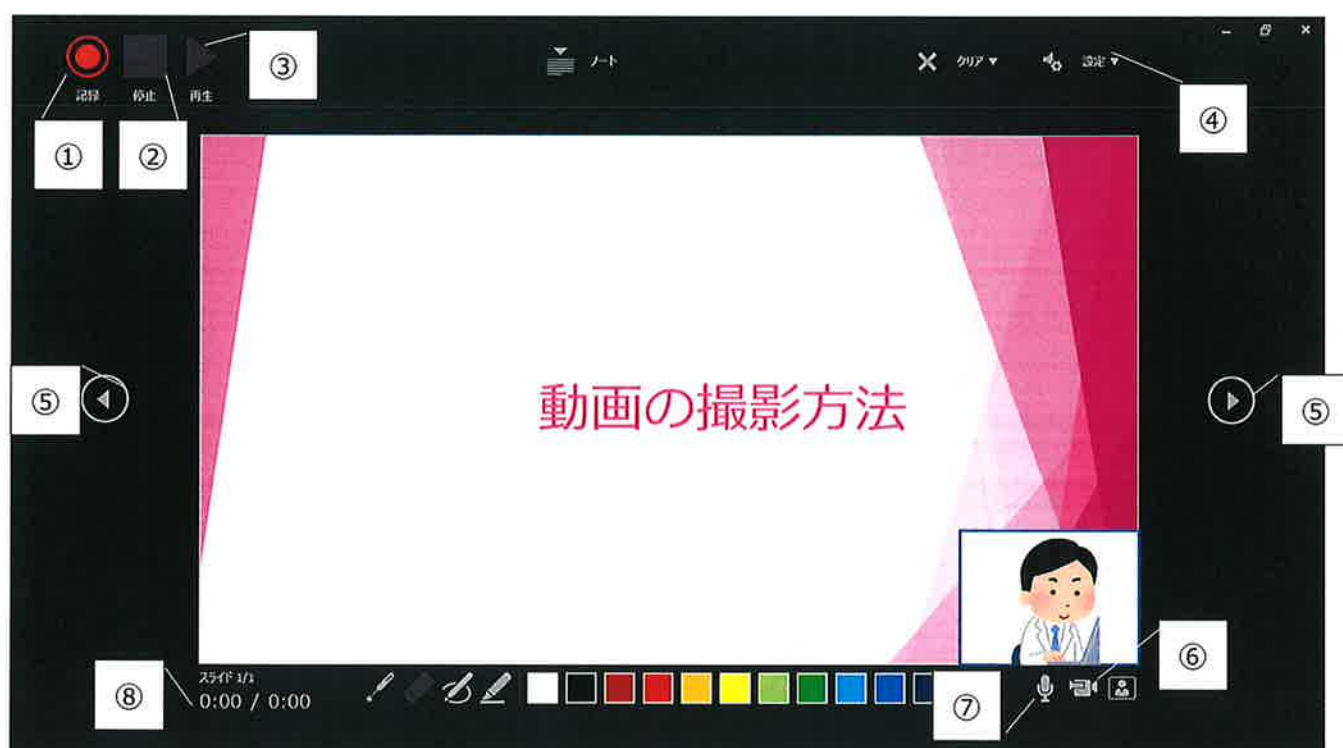 ③
ノート
クリア ▼
設定 ▼
記録
停止
再生
④
①
②
⑤
動画の撮影方法
⑤
⑥
スライド 1/1
0:00 / 0:00
⑧
⑦